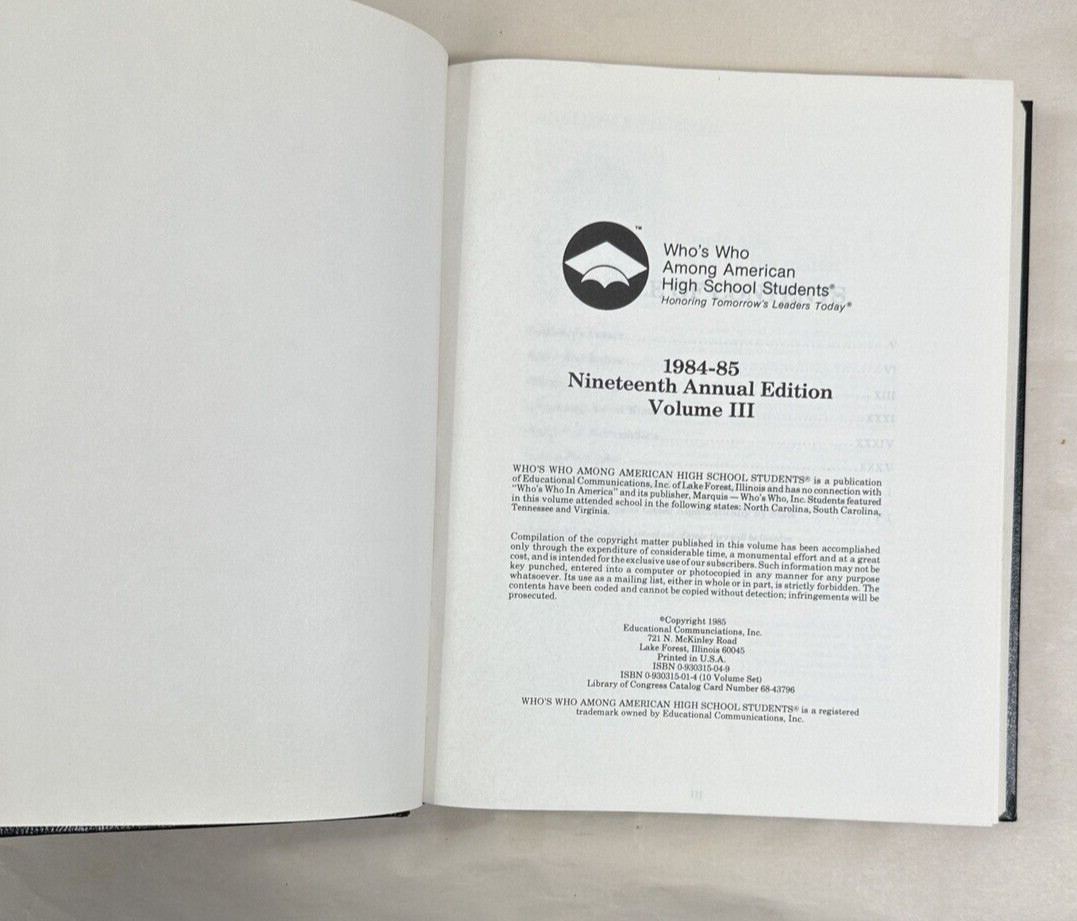 ™
Who's Who
Among American
High School Students®
Honoring Tomorrow's Leaders Today®
1984-85
Nineteenth Annual Edition
Volume III
WHO'S WHO AMONG AMERICAN HIGH SCHOOL STUDENTS® is a publication
of Educational Communications, Inc. of Lake Forest, Illinois and has no connection with
"Who's Who In America" and its publisher, Marquis — Who's Who, Inc. Students featured
in this volume attended school in the following states: North Carolina, South Carolina,
Tennessee and Virginia.
Compilation of the copyright matter published in this volume has been accomplished
only through the expenditure of considerable time, a monumental effort and at a great
cost, and is intended for the exclusive use of our subscribers. Such information may not be
key punched, entered into a computer or photocopied in any manner for any purpose
whatsoever. Its use as a mailing list, either in whole or in part, is strictly forbidden. The
contents have been coded and cannot be copied without detection; infringements will be
prosecuted.
©Copyright 1985
Educational Communciations, Inc.
721 N. McKinley Road
Lake Forest, Illinois 60045
Printed in U.S.A.
ISBN 0-930315-04-9
ISBN 0-930315-01-4 (10 Volume Set)
Library of Congress Catalog Card Number 68-43796
WHO'S WHO AMONG AMERICAN HIGH SCHOOL STUDENTS® is a registered
trademark owned by Educational Communications, Inc.